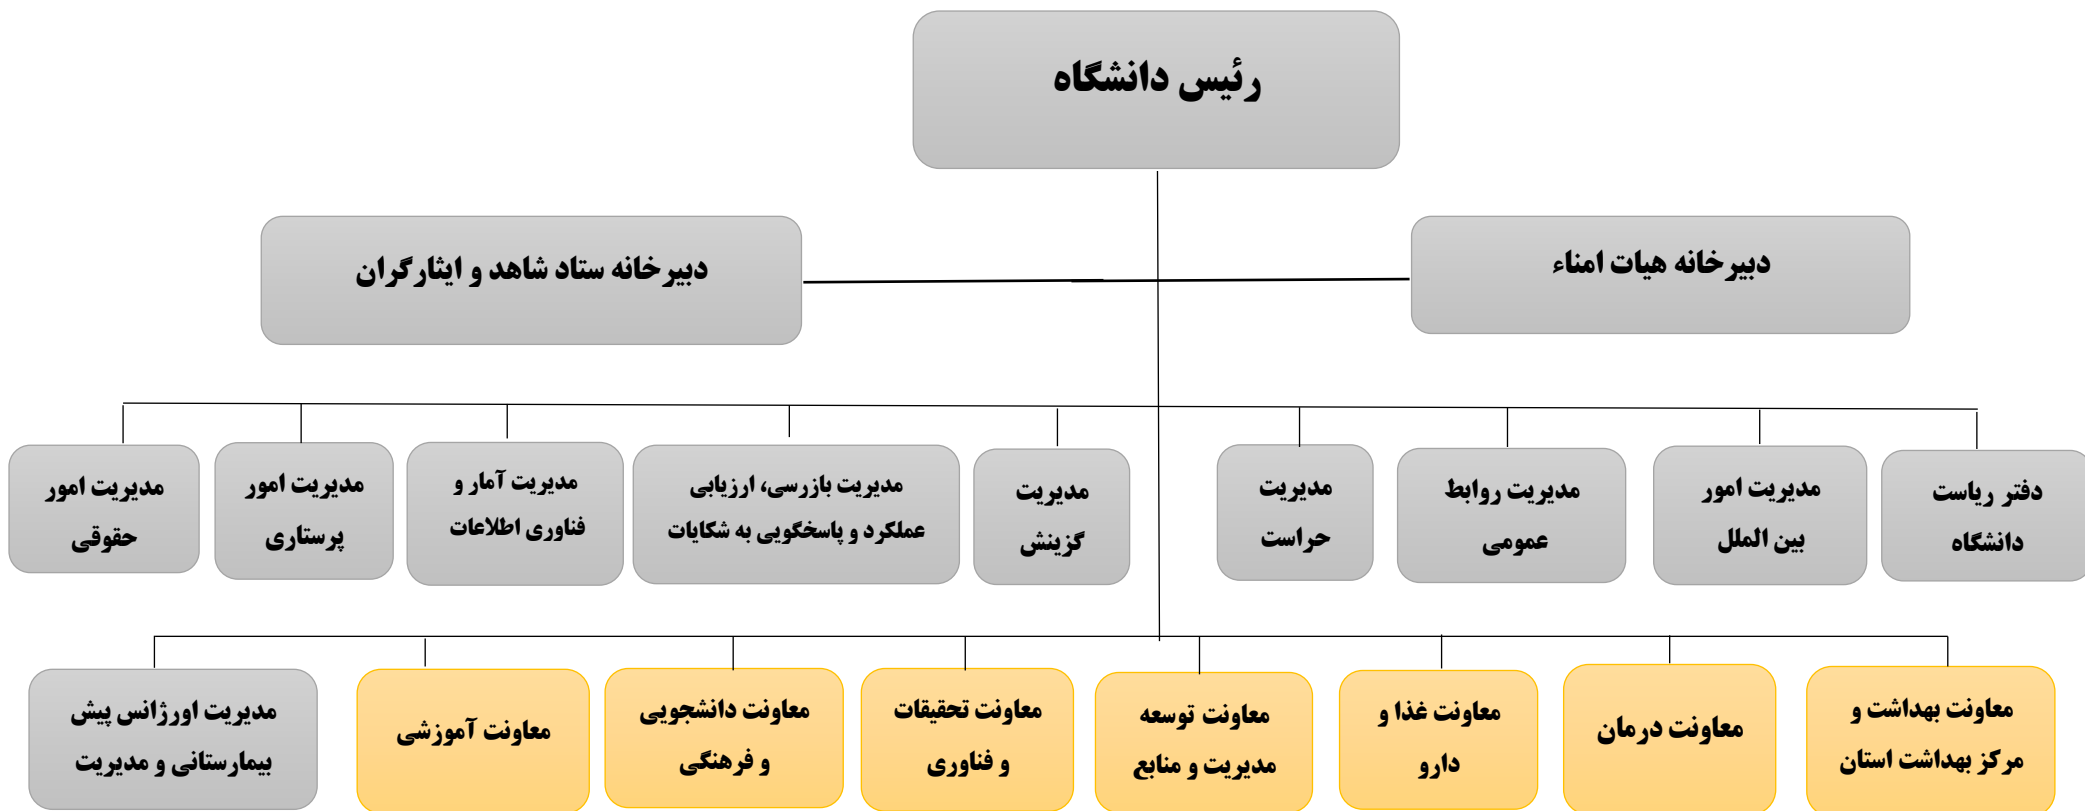 رئیس دانشگاه
دبیرخانه هیات امناء
دبیرخانه ستاد شاهد و ایثارگران
دفتر ریاست
دانشگاه
مدیریت امور
بین الملل
مدیریت روابط
عمومی
مدیریت
حراست
مدیریت
گزینش
مدیریت بازرسی، ارزیابی
عملکرد و پاسخگویی به شکایات
مدیریت آمار و
فناوری اطلاعات
مدیریت امور
پرستاری
مدیریت امور
حقوقی
معاونت بهداشت و
مرکز بهداشت استان
معاونت درمان
معاونت غذا و
دارو
معاونت توسعه
مدیریت و منابع
معاونت تحقیقات
و فناوری
معاونت دانشجویی
و فرهنگی
معاونت آموزشی
مدیریت اورژانس پیش
بیمارستانی و مدیریت